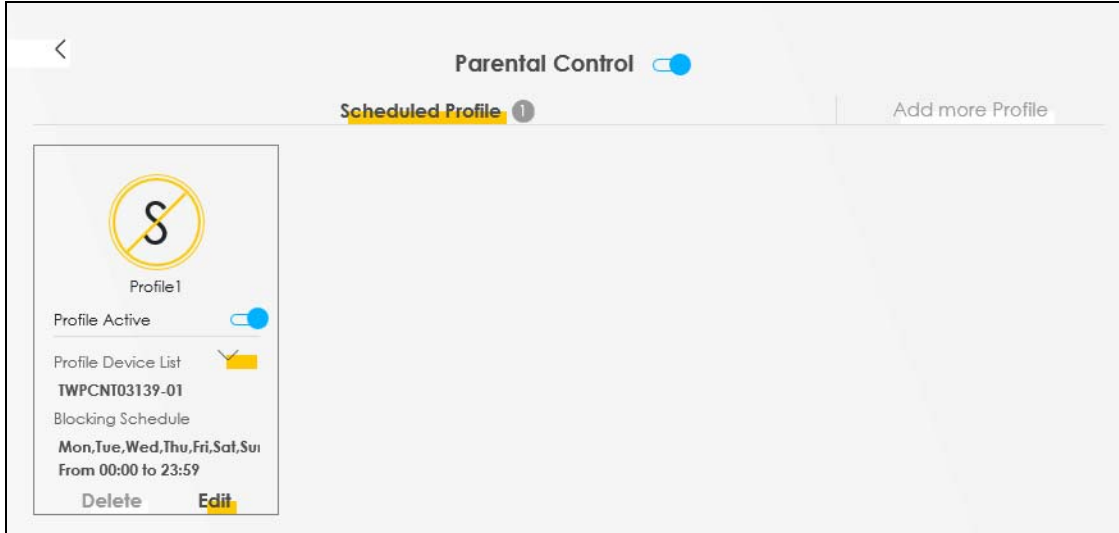 Parental Control
Scheduled Profile 1
Add more Profile
S
Profile1
Profile Active
Profile Device List
TWPCNT03139-01
Blocking Schedule
Mon,Tue,Wed,Thu,Fri,Sat,Su
From 00:00 to 23:59
Delete Edit